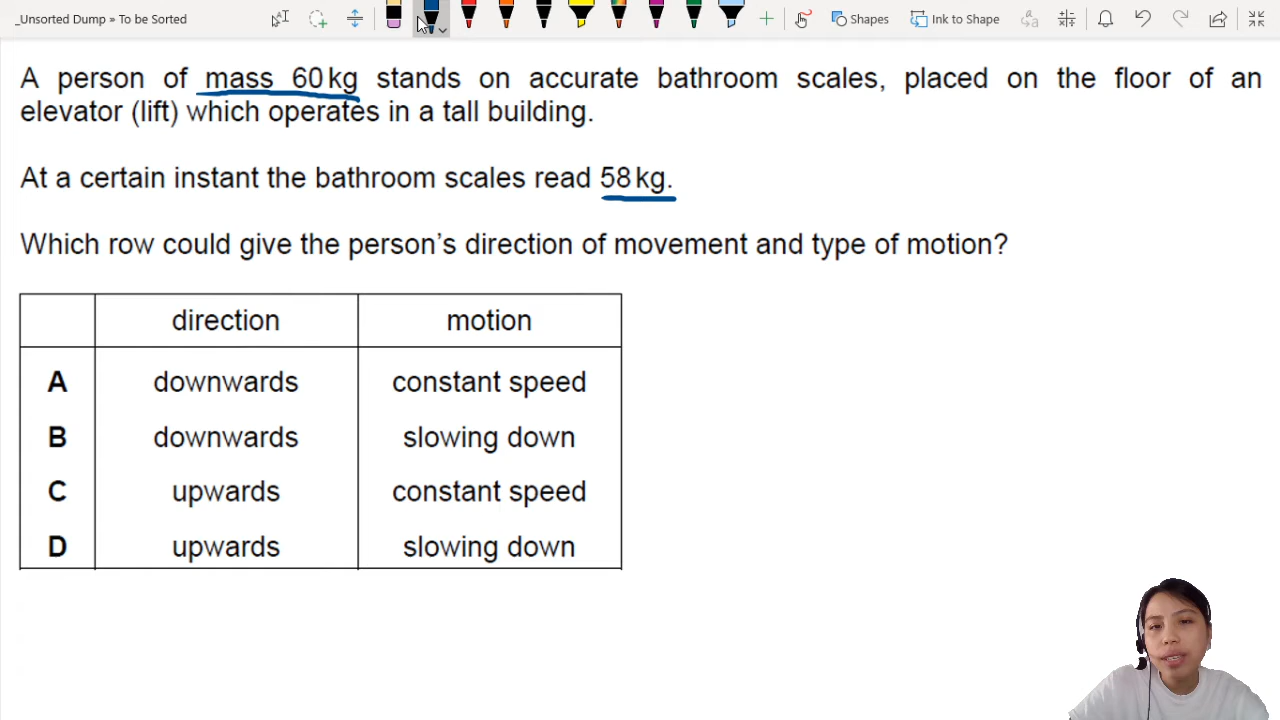 _Unsorted Dump » To be Sorted
Shapes
Ink to Shape
A person of mass 60 kg stands on accurate bathroom scales, placed on the floor of an
elevator (lift) which operates in a tall building.
At a certain instant the bathroom scales read 58 kg.
Which row could give the person's direction of movement and type of motion?
direction motion
A downwards constant speed
B downwards slowing down
C upwards constant speed
D upwards slowing down